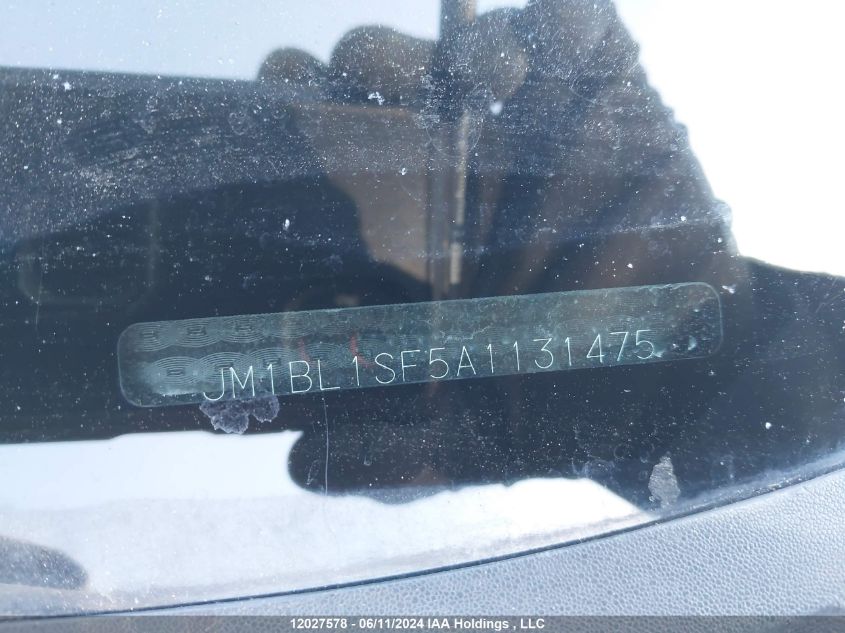 JM1BL1SF5A1131475
12027578 - 06/11/2024 IAA Holdings , LLC